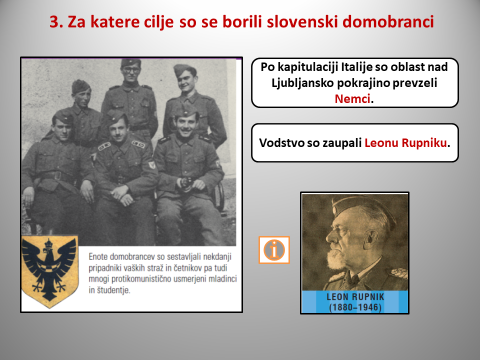 3. Za katere cilje so se borili slovenski domobranci
Po kapitulaciji Italije so oblast nad
Ljubljansko pokrajino prevzeli
Nemci.
Vodstvo so zaupali Leonu Rupniku.
Enote domobrancev so sestavljali nekdanji
pripadniki vaških straž in četnikov pa tudi
mnogi protikomunistično usmerjeni mladinci
in študentje.
LEON RUPNIK
(1880–1946)